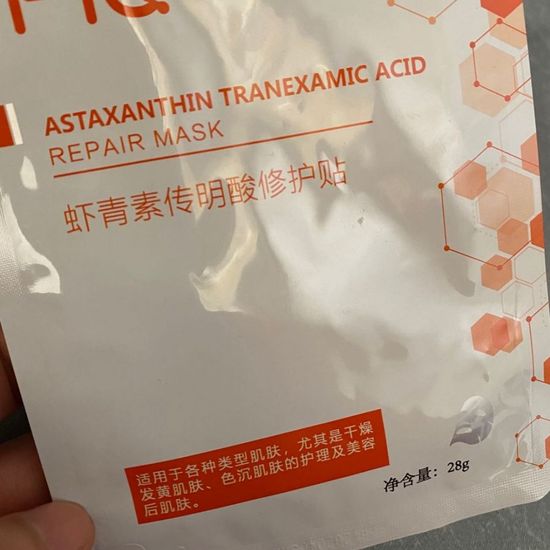 ASTAXANTHIN TRANEXAMIC ACID
REPAIR MASK
虾青素传明酸修护贴
适用于各种类型肌肤，尤其是干燥
发黄肌肤、色沉肌肤的护理及美容
后肌肤。
净含量：28g